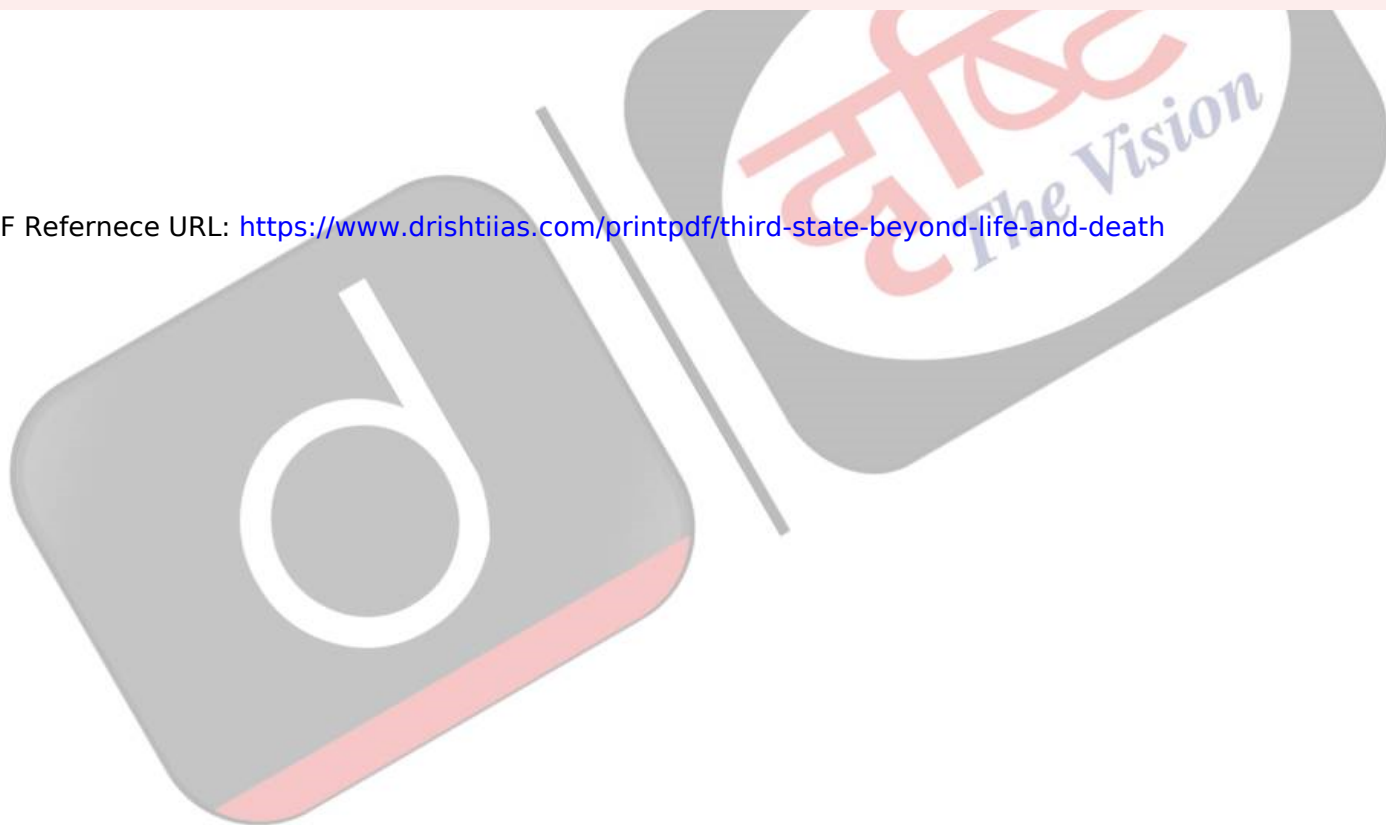 दृष्टि
The Vision
F Refernece URL: https://www.drishtiias.com/printpdf/third-state-beyond-life-and-death
d